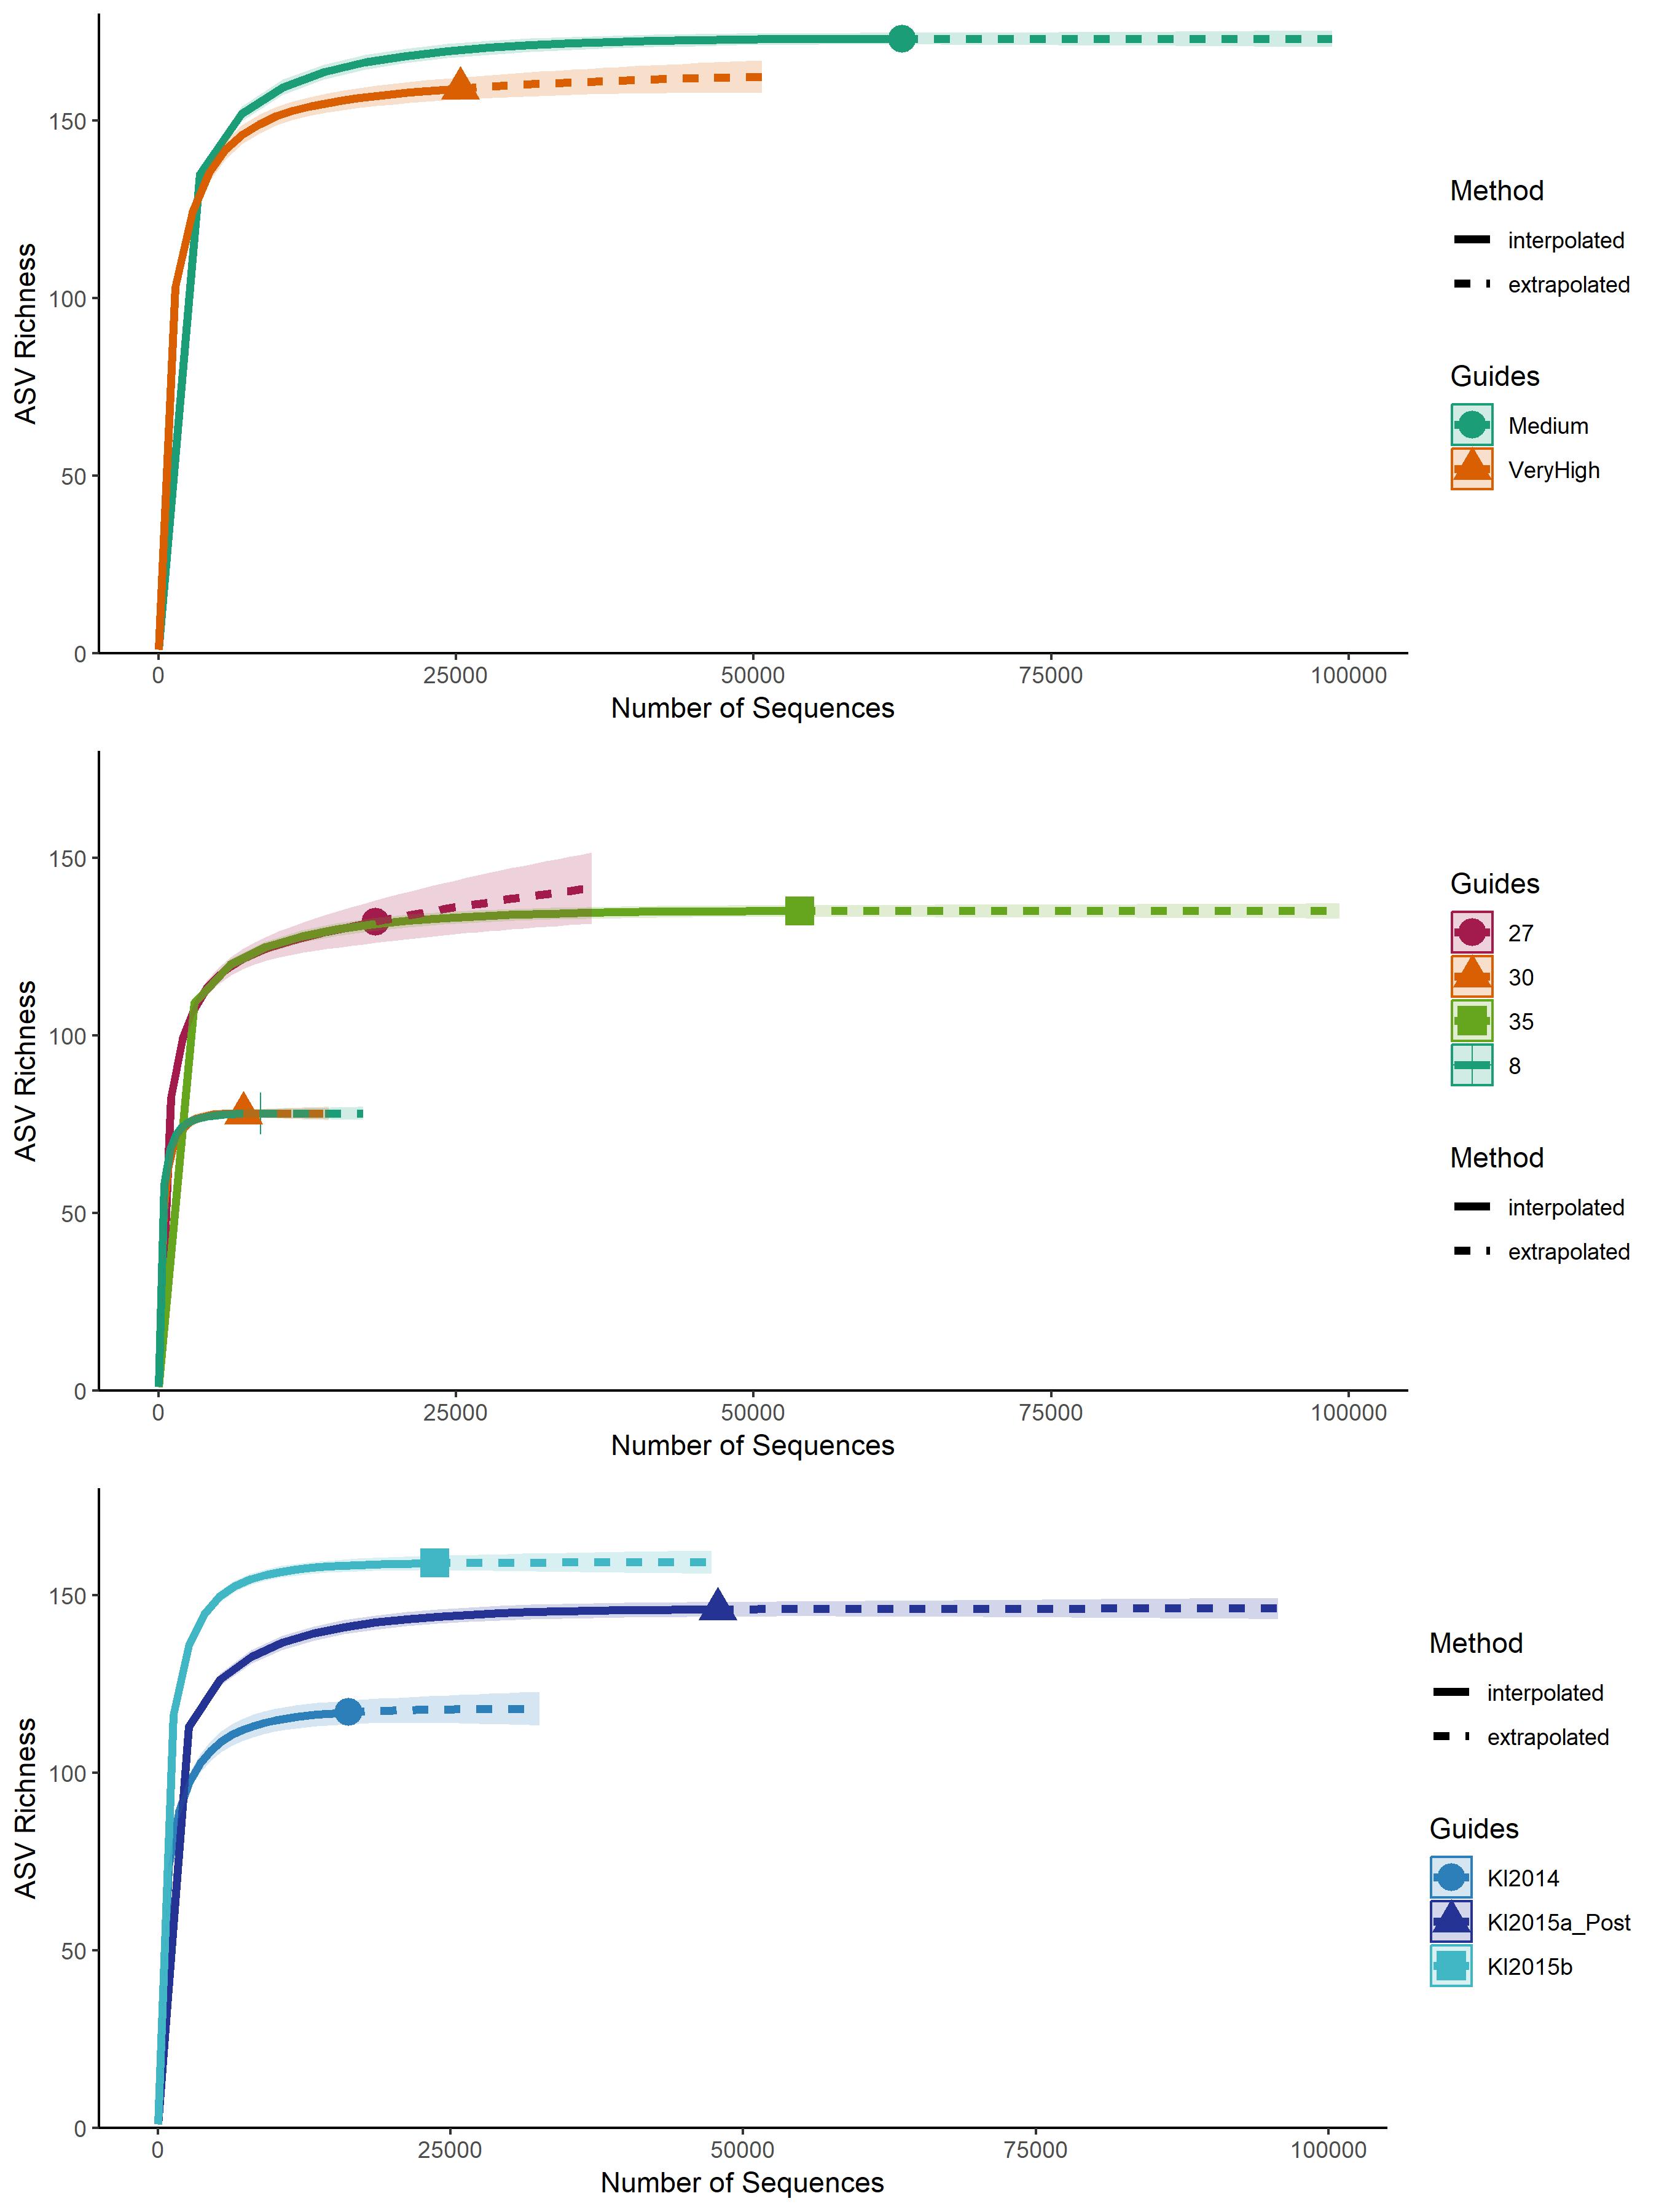 150
100
50
0
ASV Richness
0 25000 50000 75000 100000
Number of Sequences
Method
interpolated
extrapolated
Guides
Medium
VeryHigh
150
100
50
0
ASV Richness
0 25000 50000 75000 100000
Number of Sequences
Guides
27
30
35
8
Method
interpolated
extrapolated
150
100
50
0
ASV Richness
0 25000 50000 75000 100000
Number of Sequences
Method
interpolated
extrapolated
Guides
KI2014
KI2015a_Post
KI2015b